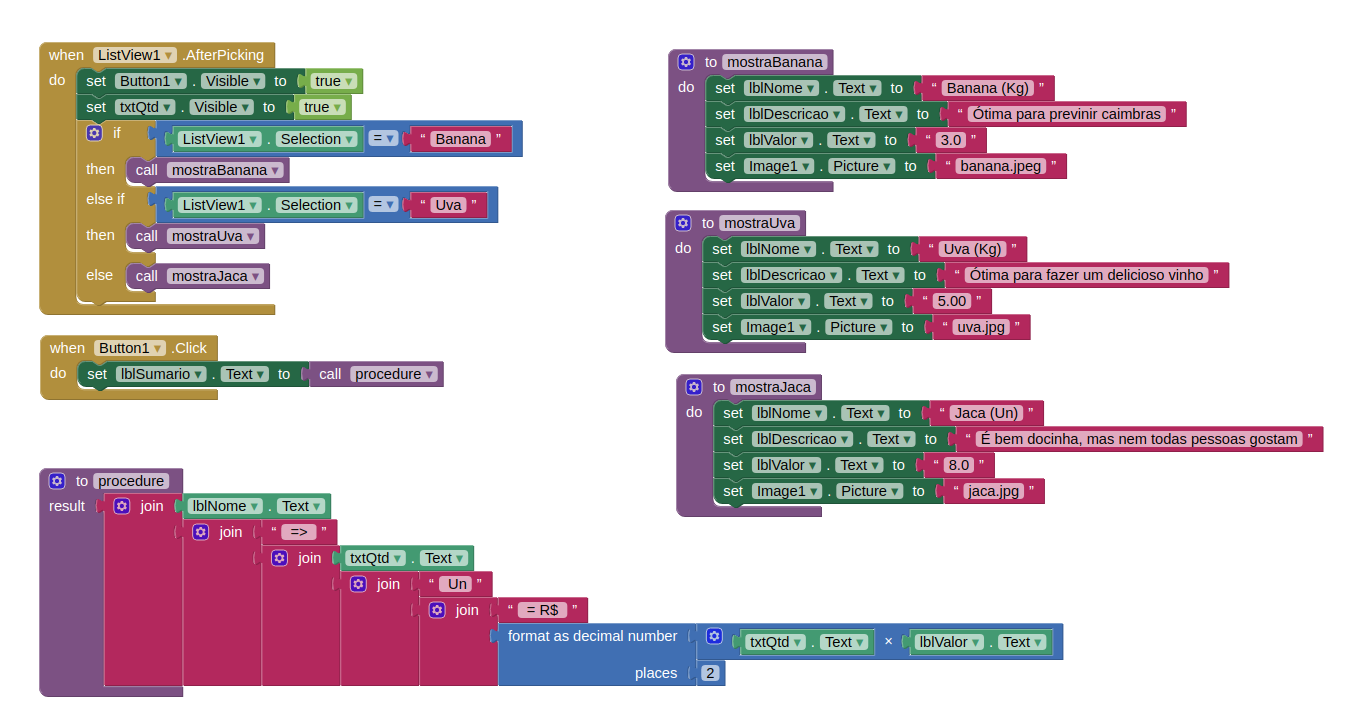 when ListView1 .AfterPicking
do set Button1 . Visible to true
set txtQtd . Visible to true
if ListView1 . Selection = “ Banana ”
then call mostraBanana
else if ListView1 . Selection = “ Uva ”
then call mostraUva
else call mostraJaca
when Button1 .Click
do set lblSumario . Text to call procedure
to procedure
result join lblNome . Text
join “ => ”
join txtQtd . Text
join “ Un ”
join “ = R$ ”
format as decimal number txtQtd . Text × lblValor . Text
places 2
to mostraBanana
do set lblNome . Text to “ Banana (Kg) ”
set lblDescricao . Text to “ Ótima para previnir caimbras ”
set lblValor . Text to “ 3.0 ”
set Image1 . Picture to “ banana.jpeg ”
to mostraUva
do set lblNome . Text to “ Uva (Kg) ”
set lblDescricao . Text to “ Ótima para fazer um delicioso vinho ”
set lblValor . Text to “ 5.00 ”
set Image1 . Picture to “ uva.jpg ”
to mostraJaca
do set lblNome . Text to “ Jaca (Un) ”
set lblDescricao . Text to “ É bem docinha, mas nem todas pessoas gostam ”
set lblValor . Text to “ 8.0 ”
set Image1 . Picture to “ jaca.jpg ”